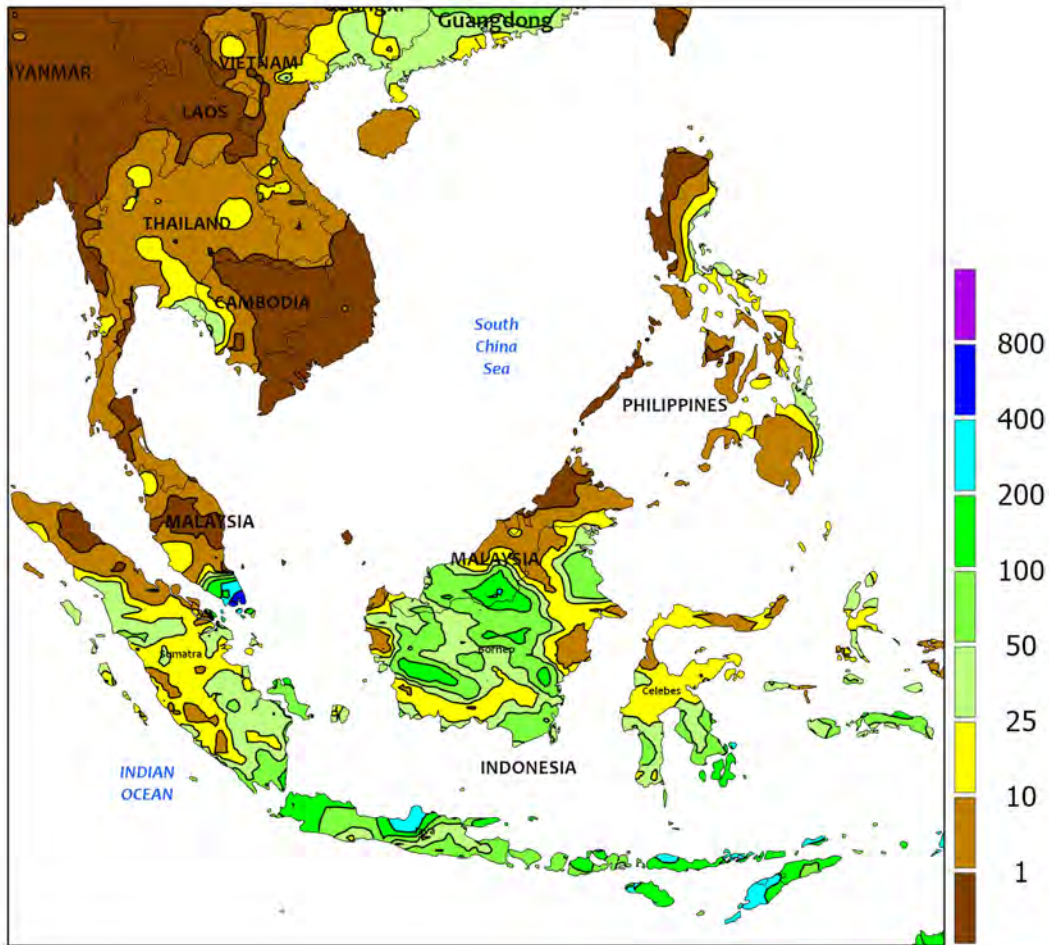 Guangxi
Guangdong
VIETNAM
YANMAR
LAOS
THAILAND
CAMBODIA
South
China
Sea
PHILIPPINES
MALAYSIA
MALAYSIA
Sumatra
Borneo
Celebes
INDONESIA
INDIAN
OCEAN
800
400
200
100
50
25
10
1